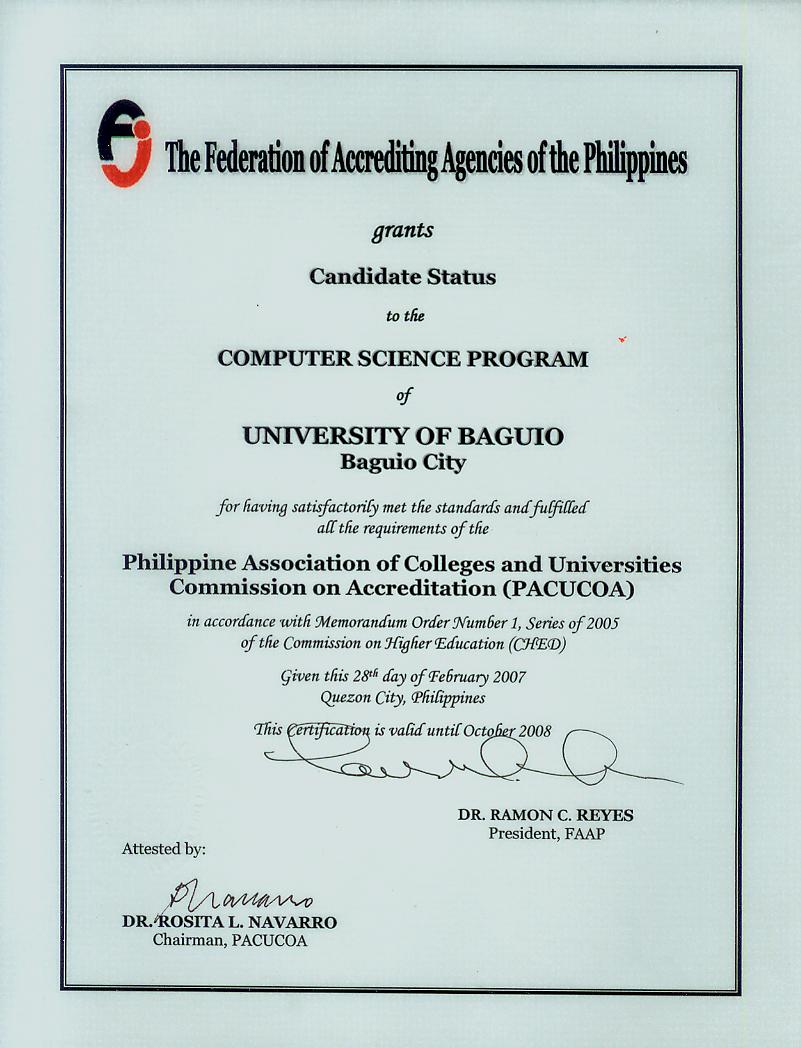 The Federation of Accrediting Agencies of the Philippines
grants
Candidate Status
to the
COMPUTER SCIENCE PROGRAM
of
UNIVERSITY OF BAGUIO
Baguio City
for having satisfactorily met the standards and fulfilled
all the requirements of the
Philippine Association of Colleges and Universities
Commission on Accreditation (PACUCOA)
in accordance with Memorandum Order Number 1, Series of 2005
of the Commission on Higher Education (CHED)
Given this 28th day of February 2007
Quezon City, Philippines
This Certification is valid until October 2008
DR. RAMON C. REYES
President, FAAP
Attested by:
DR. ROSITA L. NAVARRO
Chairman, PACUCOA